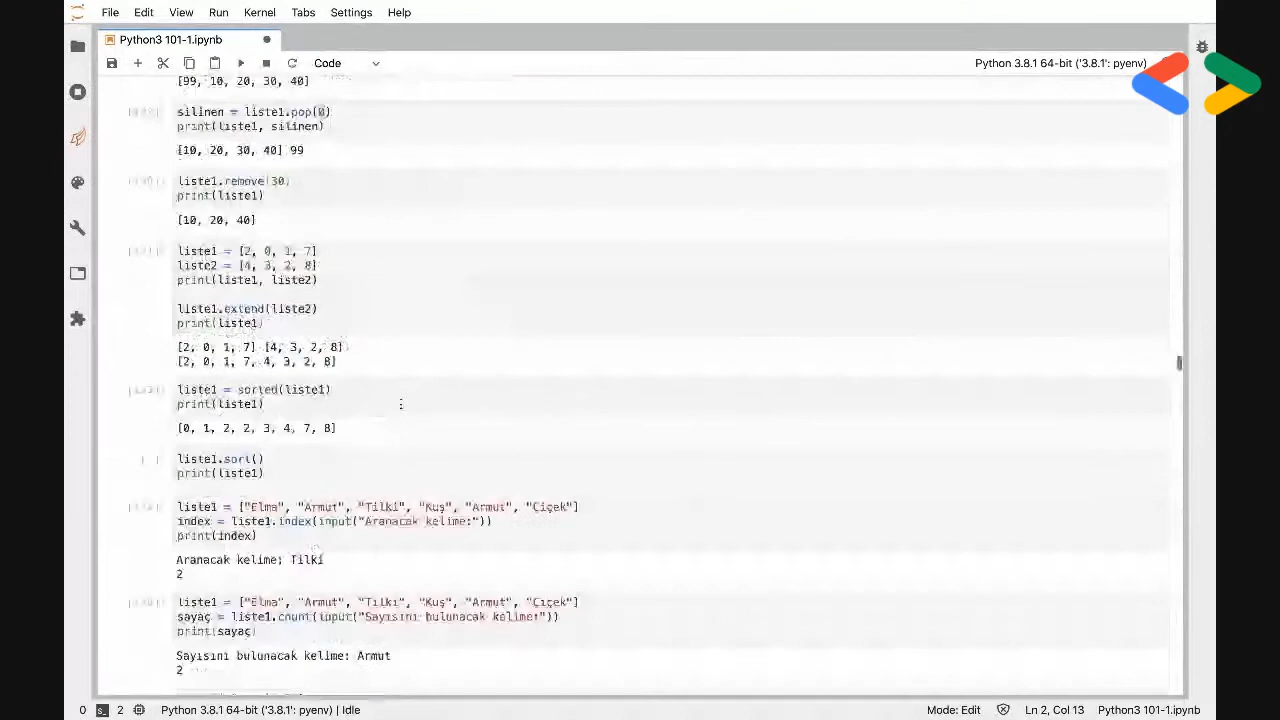 File Edit View Run Kernel Tabs Settings Help
Python3 101-1.ipynb
Code
Python 3.8.1 64-bit ('3.8.1': pyenv)
[99, 10, 20, 30, 40]
silinen = liste1.pop(0)
print(liste1, silinen)
[10, 20, 30, 40] 99
liste1.remove(30)
print(liste1)
[10, 20, 40]
liste1 = [2, 0, 1, 7]
liste2 = [4, 3, 2, 8]
print(liste1, liste2)
liste1.extend(liste2)
print(liste1)
[2, 0, 1, 7] [4, 3, 2, 8]
[2, 0, 1, 7, 4, 3, 2, 8]
liste1 = sorted(liste1)
print(liste1)
[0, 1, 2, 2, 3, 4, 7, 8]
[ ]
liste1.sort()
print(liste1)
liste1 = ["Elma", "Armut", "Tilki", "Kuş", "Armut", "Çiçek"]
index = liste1.index(input("Aranacak kelime:"))
print(index)
Aranacak kelime: Tilki
2
liste1 = ["Elma", "Armut", "Tilki", "Kuş", "Armut", "Çiçek"]
sayaç = liste1.count(input("Sayısını bulunacak kelime:"))
print(sayaç)
Sayısını bulunacak kelime: Armut
2
0 2 Python 3.8.1 64-bit ('3.8.1': pyenv) | Idle
Mode: Edit Ln 2, Col 13 Python3 101-1.ipynb